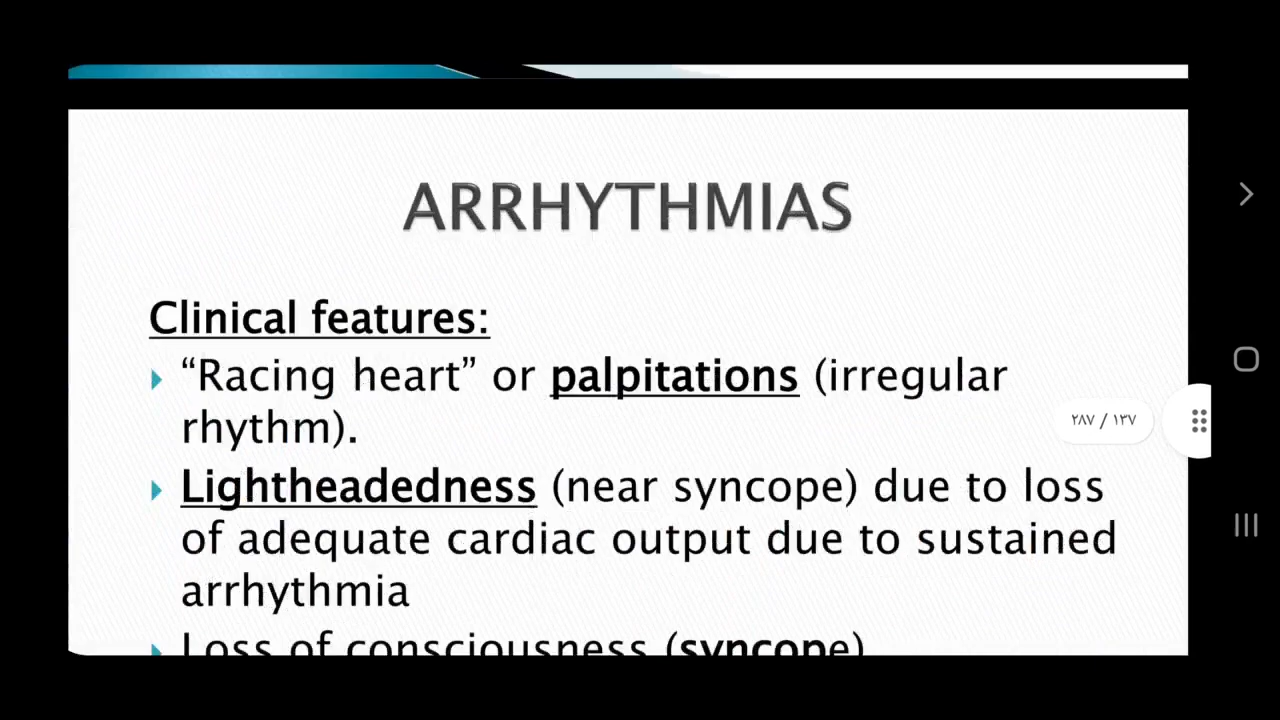 ARRHYTHMIAS
Clinical features:
“Racing heart” or palpitations (irregular
rhythm).
٢٨٧ / ١٣٧
Lightheadedness (near syncope) due to loss
of adequate cardiac output due to sustained
arrhythmia
Loss of consciousness (syncope)